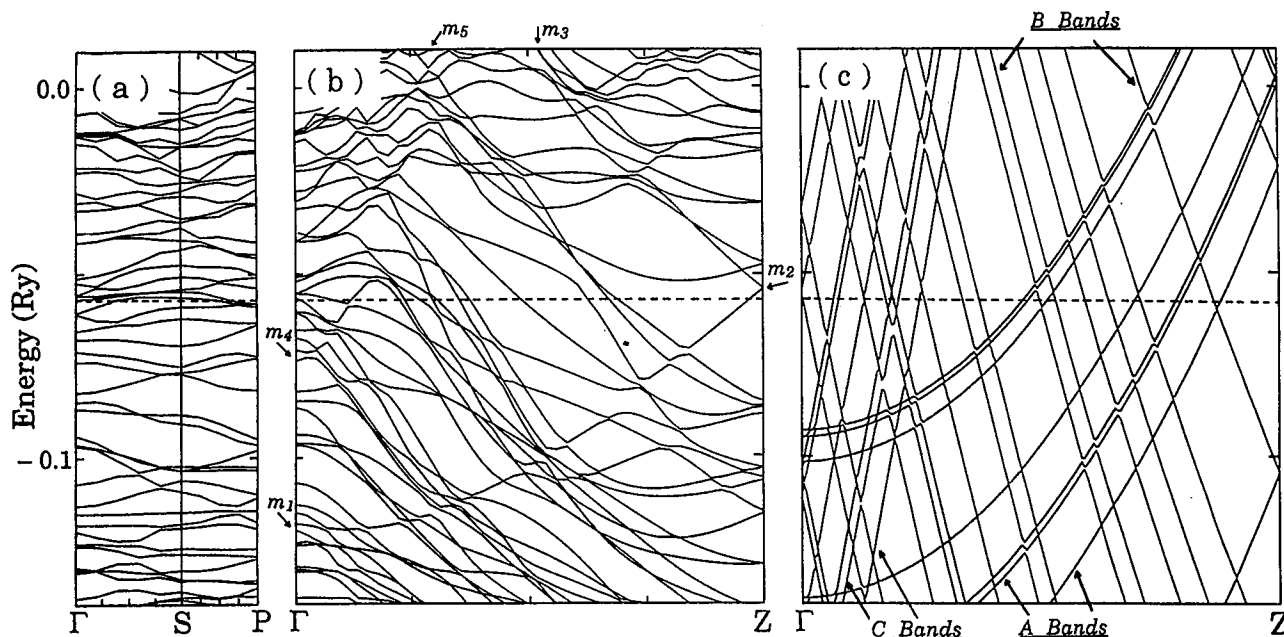 m5
m3
B Bands
(a)
(b)
(c)
0.0
m2
m4
Energy (Ry)
-0.1
m1
Γ S P
Γ Z
Γ C Bands A Bands Z